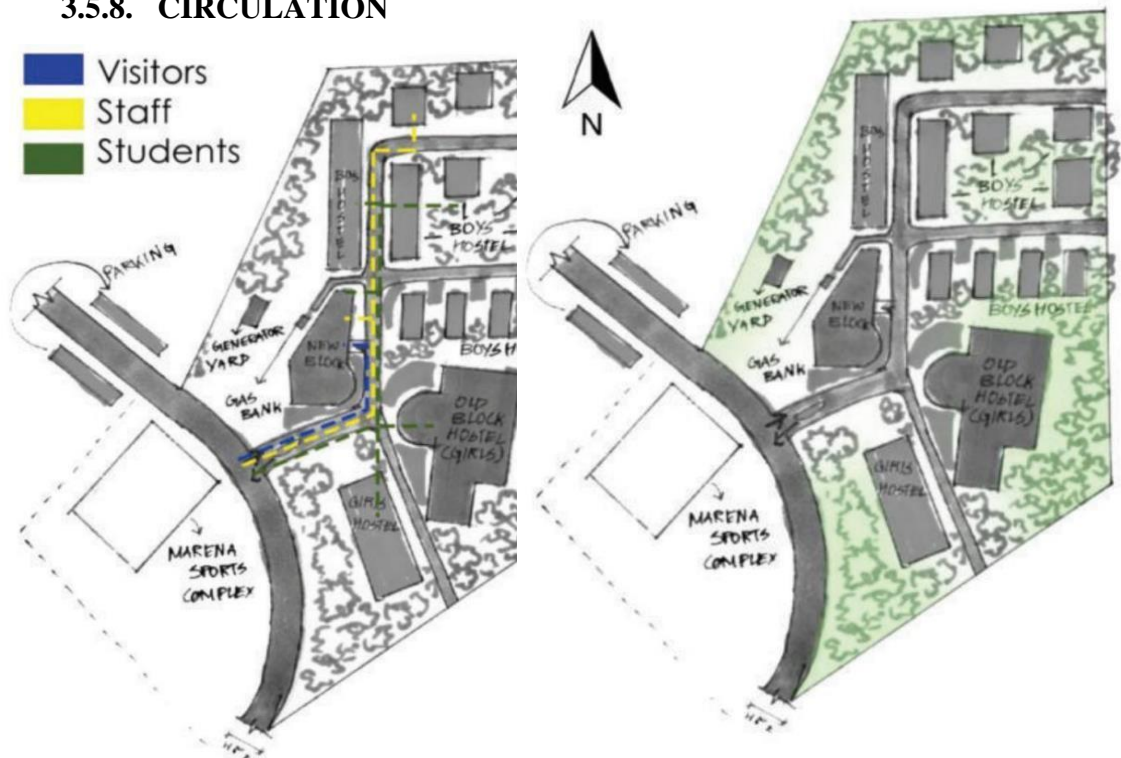 3.5.8. CIRCULATION
Visitors
Staff
Students
PARKING
BOYS
HOSTEL
BOYS
HOSTEL
GENERATOR
YARD
GAS
BANK
NEW
BLOCK
BOYS H
OLD
BLOCK
HOSTEL
(GIRLS)
GIRLS
HOSTEL
MARENA
SPORTS
COMPLEX
N
PARKING
BOYS
HOSTEL
BOYS
HOSTEL
GENERATOR
YARD
GAS
BANK
NEW
BLOCK
BOYS HOSTEL
OLD
BLOCK
HOSTEL
(GIRLS)
GIRLS
HOSTEL
MARENA
SPORTS
COMPLEX